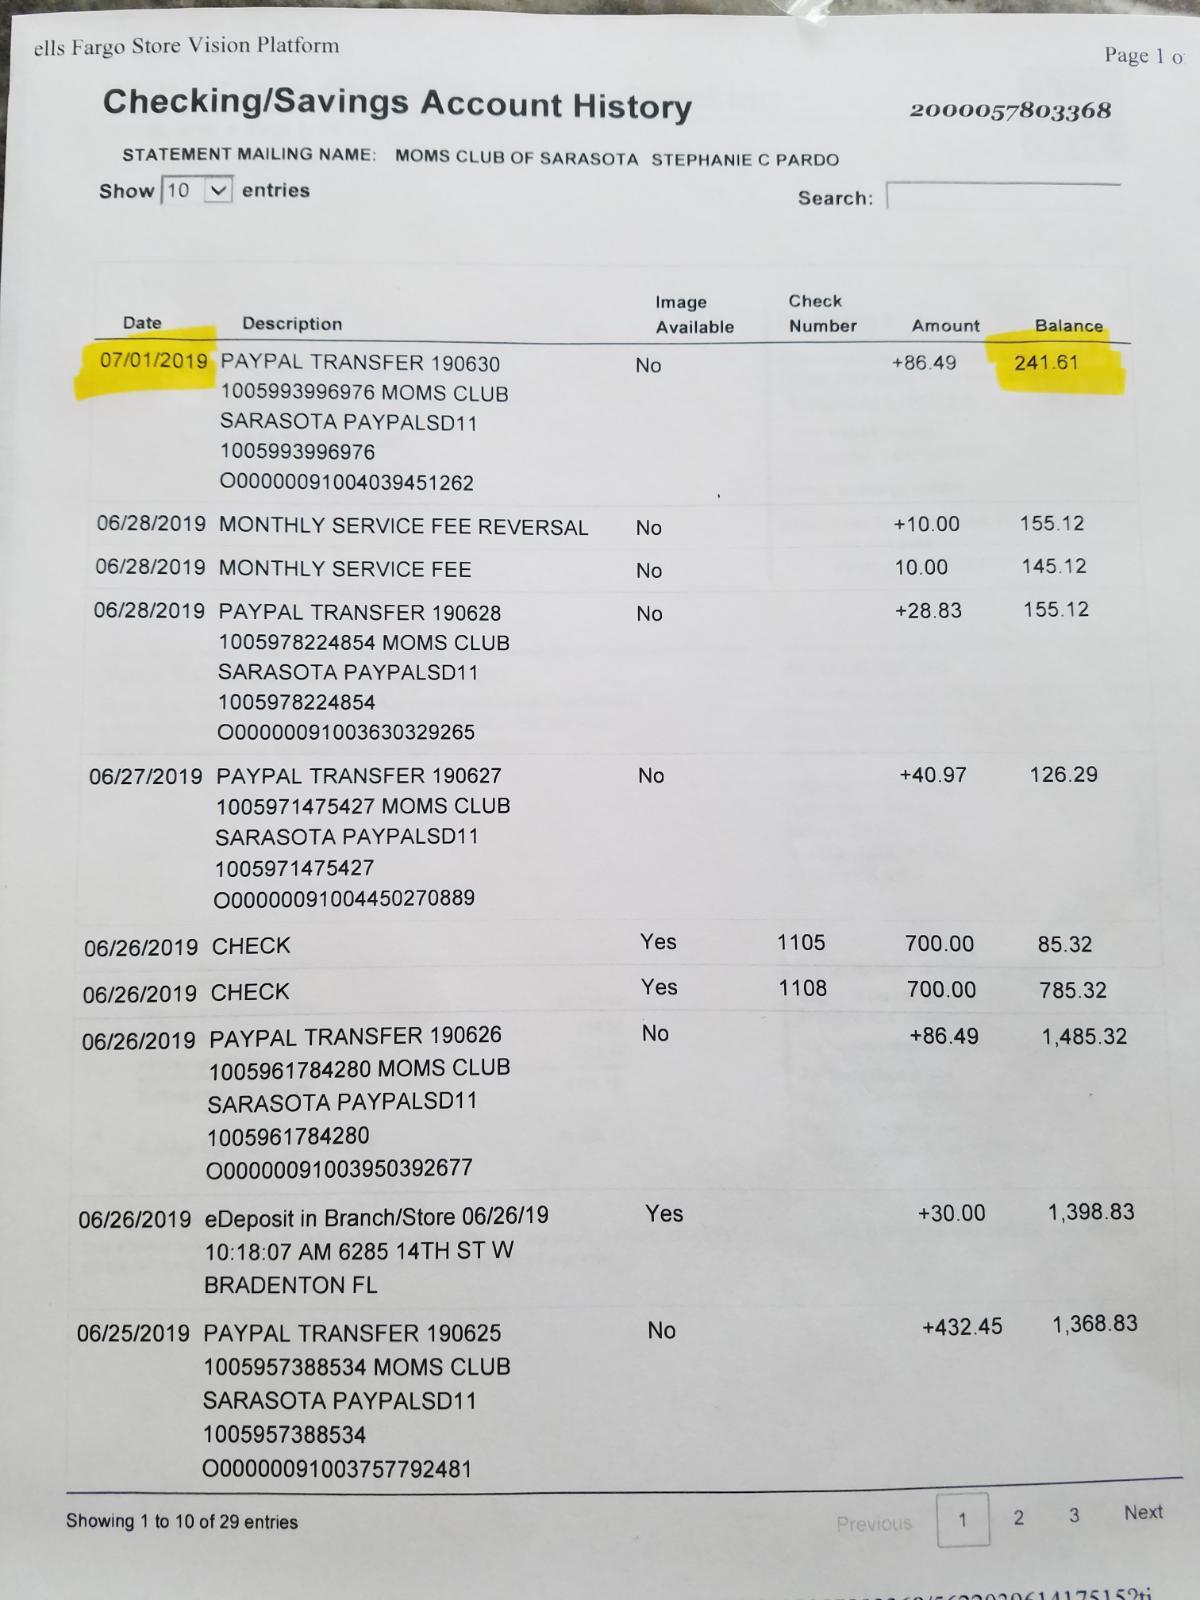 ells Fargo Store Vision Platform
Page 1 o
Checking/Savings Account History
2000057803368
STATEMENT MAILING NAME: MOMS CLUB OF SARASOTA STEPHANIE C PARDO
Show 10 entries
Search:
Date Description Image Available Check Number Amount Balance
07/01/2019 PAYPAL TRANSFER 190630 No +86.49 241.61
1005993996976 MOMS CLUB
SARASOTA PAYPALSD11
1005993996976
O00000091004039451262
06/28/2019 MONTHLY SERVICE FEE REVERSAL No +10.00 155.12
06/28/2019 MONTHLY SERVICE FEE No 10.00 145.12
06/28/2019 PAYPAL TRANSFER 190628 No +28.83 155.12
1005978224854 MOMS CLUB
SARASOTA PAYPALSD11
1005978224854
O00000091003630329265
06/27/2019 PAYPAL TRANSFER 190627 No +40.97 126.29
1005971475427 MOMS CLUB
SARASOTA PAYPALSD11
1005971475427
O00000091004450270889
06/26/2019 CHECK Yes 1105 700.00 85.32
06/26/2019 CHECK Yes 1108 700.00 785.32
06/26/2019 PAYPAL TRANSFER 190626 No +86.49 1,485.32
1005961784280 MOMS CLUB
SARASOTA PAYPALSD11
1005961784280
O00000091003950392677
06/26/2019 eDeposit in Branch/Store 06/26/19 Yes +30.00 1,398.83
10:18:07 AM 6285 14TH ST W
BRADENTON FL
06/25/2019 PAYPAL TRANSFER 190625 No +432.45 1,368.83
1005957388534 MOMS CLUB
SARASOTA PAYPALSD11
1005957388534
O00000091003757792481
Showing 1 to 10 of 29 entries
Previous 1 2 3 Next